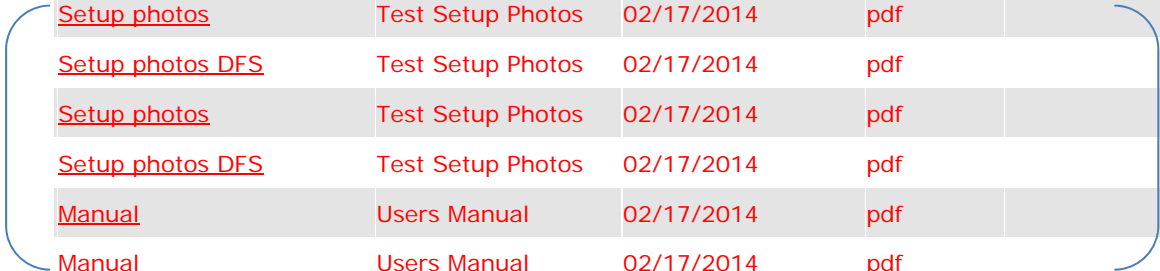 Setup photos Test Setup Photos 02/17/2014 pdf
Setup photos DFS Test Setup Photos 02/17/2014 pdf
Setup photos Test Setup Photos 02/17/2014 pdf
Setup photos DFS Test Setup Photos 02/17/2014 pdf
Manual Users Manual 02/17/2014 pdf
Manual Users Manual 02/17/2014 pdf